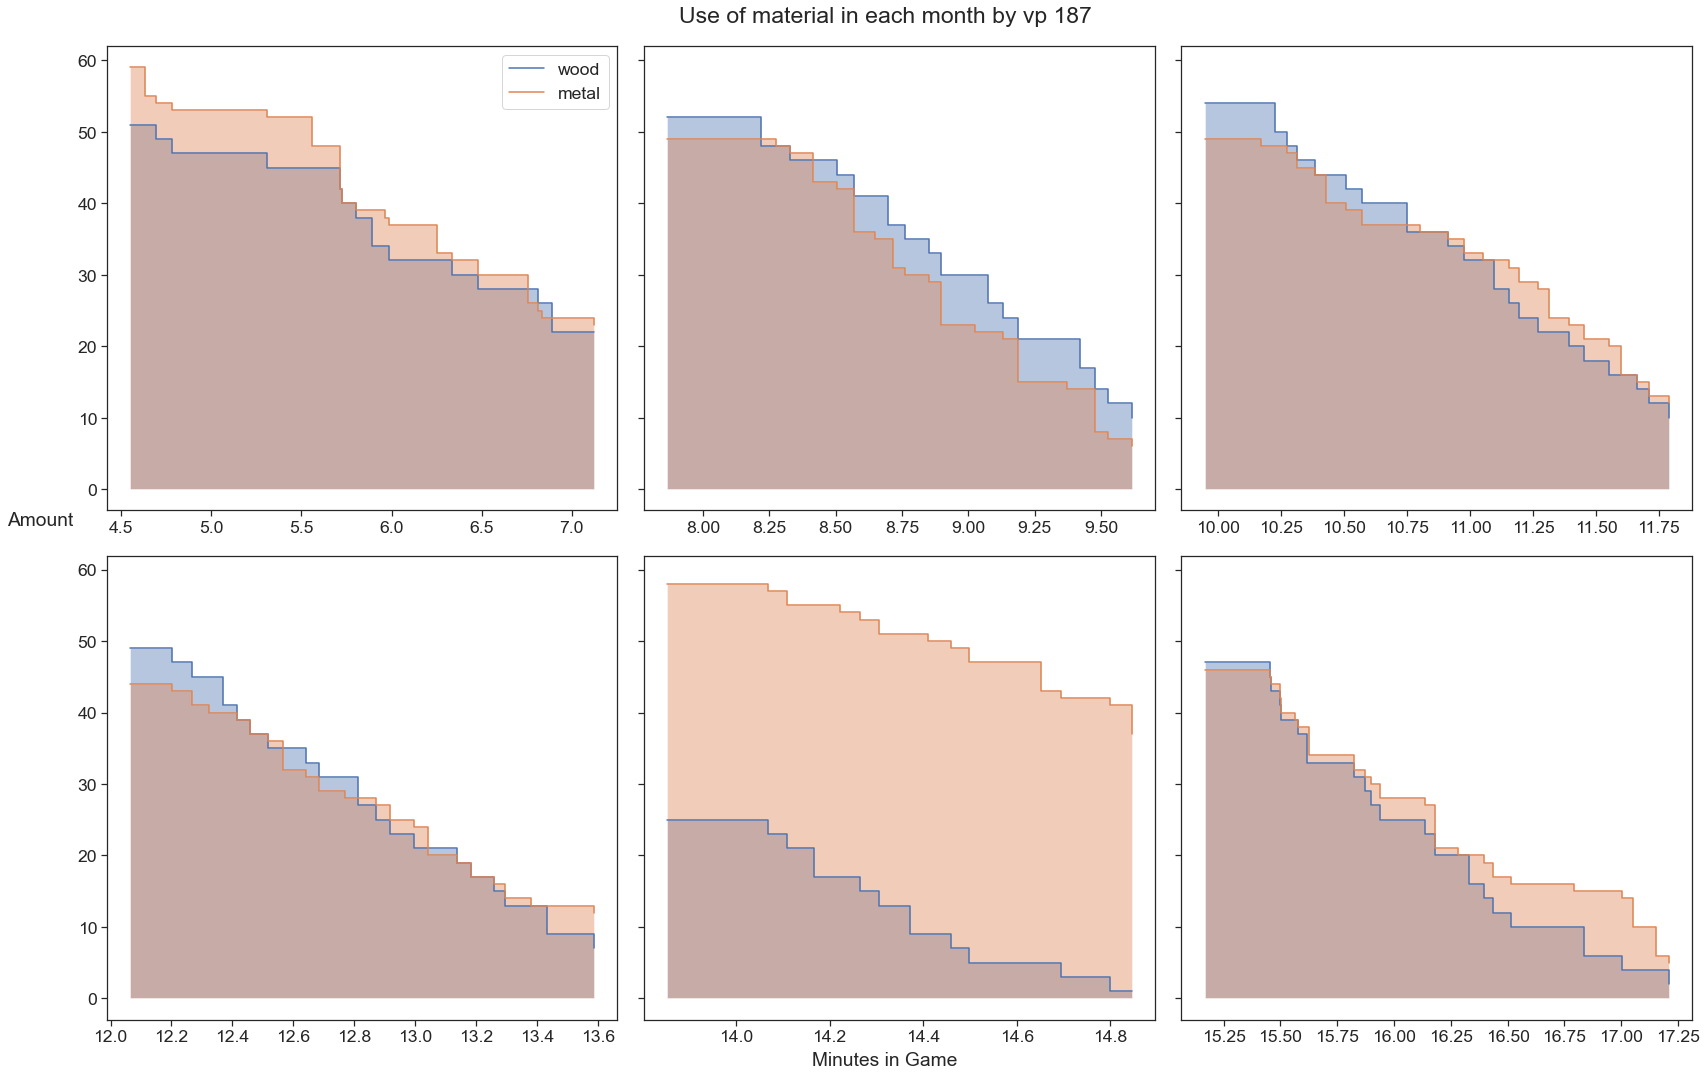 Use of material in each month by vp 187
wood
metal
60
50
40
30
20
10
0
4.5 5.0 5.5 6.0 6.5 7.0
8.00 8.25 8.50 8.75 9.00 9.25 9.50
10.00 10.25 10.50 10.75 11.00 11.25 11.50 11.75
Amount
60
50
40
30
20
10
0
12.0 12.2 12.4 12.6 12.8 13.0 13.2 13.4 13.6
14.0 14.2 14.4 14.6 14.8
15.25 15.50 15.75 16.00 16.25 16.50 16.75 17.00 17.25
Minutes in Game